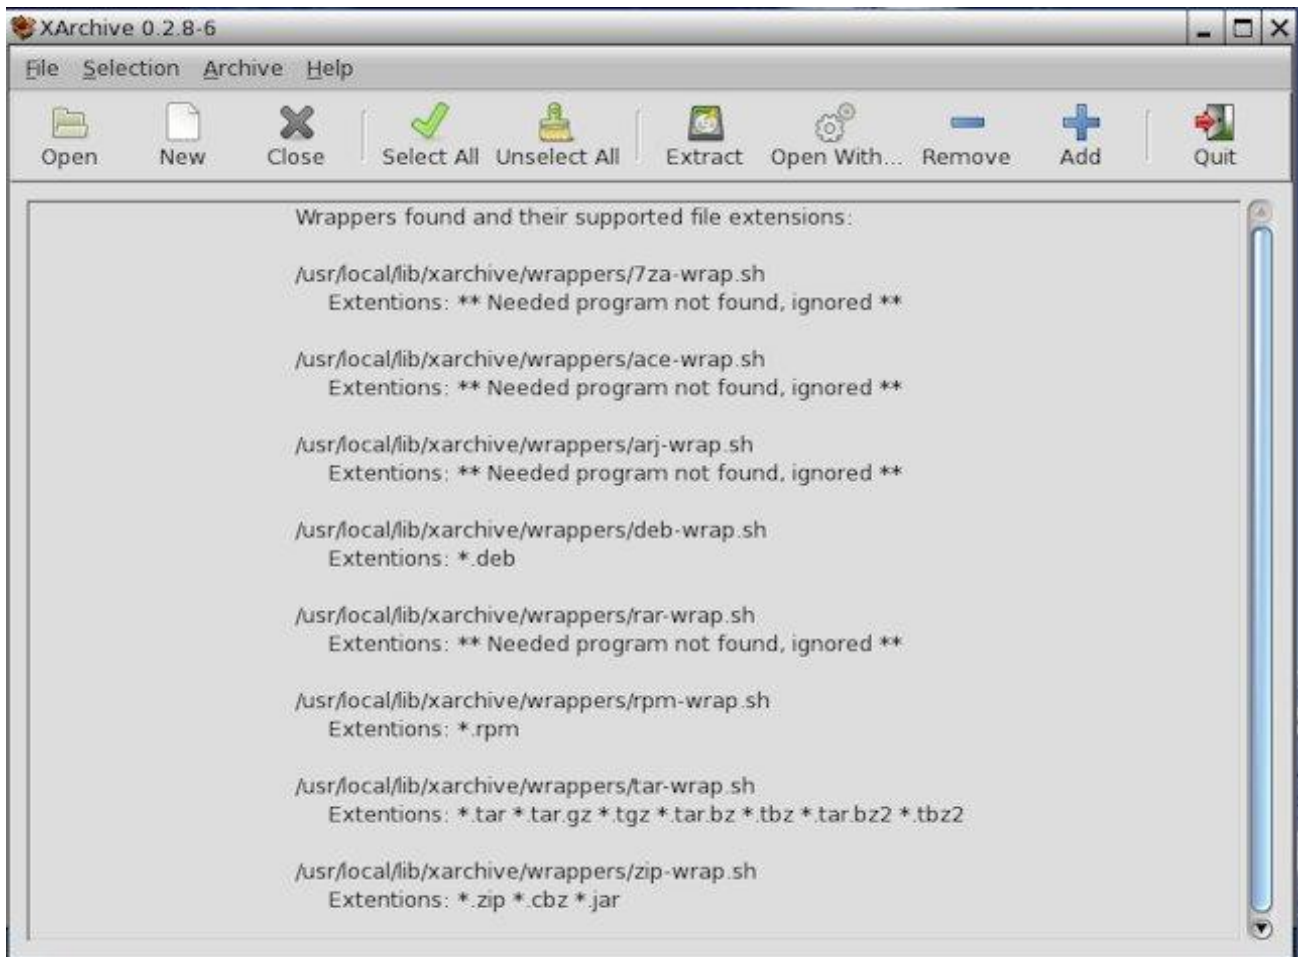 XArchive 0.2.8-6
File Selection Archive Help
Open New Close Select All Unselect All Extract Open With... Remove Add Quit
Wrappers found and their supported file extensions:
/usr/local/lib/xarchive/wrappers/7za-wrap.sh
Extentions: ** Needed program not found, ignored **
/usr/local/lib/xarchive/wrappers/ace-wrap.sh
Extentions: ** Needed program not found, ignored **
/usr/local/lib/xarchive/wrappers/arj-wrap.sh
Extentions: ** Needed program not found, ignored **
/usr/local/lib/xarchive/wrappers/deb-wrap.sh
Extentions: *.deb
/usr/local/lib/xarchive/wrappers/rar-wrap.sh
Extentions: ** Needed program not found, ignored **
/usr/local/lib/xarchive/wrappers/rpm-wrap.sh
Extentions: *.rpm
/usr/local/lib/xarchive/wrappers/tar-wrap.sh
Extentions: *.tar *.tar.gz *.tgz *.tar.bz *.tbz *.tar.bz2 *.tbz2
/usr/local/lib/xarchive/wrappers/zip-wrap.sh
Extentions: *.zip *.cbz *.jar